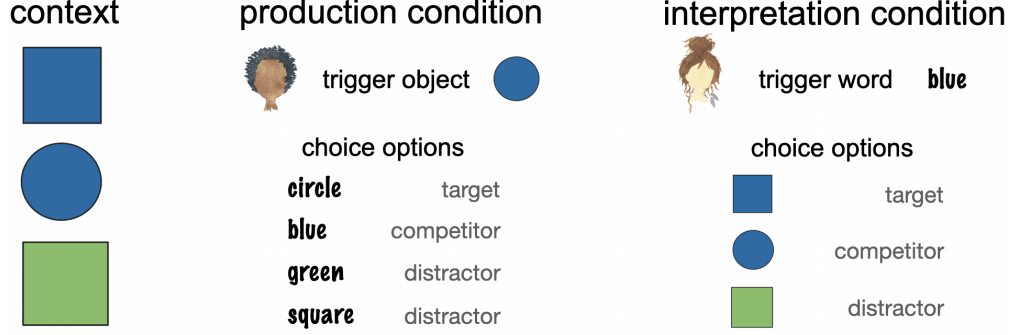 context
production condition
trigger object
choice options
circle target
blue competitor
green distractor
square distractor
interpretation condition
trigger word blue
choice options
target
competitor
distractor